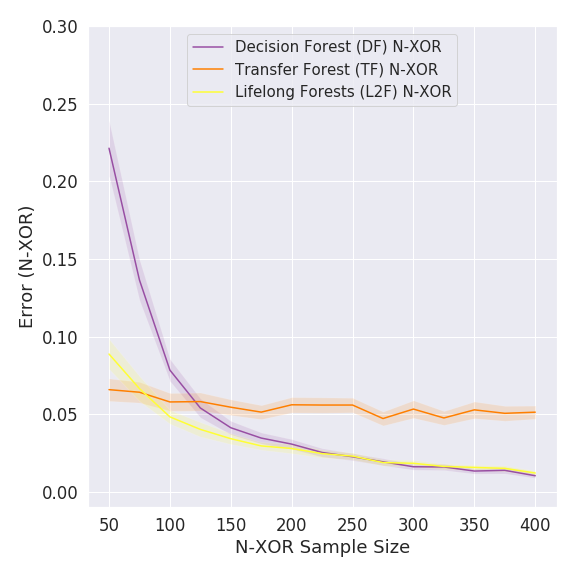 0.30
0.25
0.20
0.15
0.10
0.05
0.00
Error (N-XOR)
Decision Forest (DF) N-XOR
Transfer Forest (TF) N-XOR
Lifelong Forests (L2F) N-XOR
50 100 150 200 250 300 350 400
N-XOR Sample Size